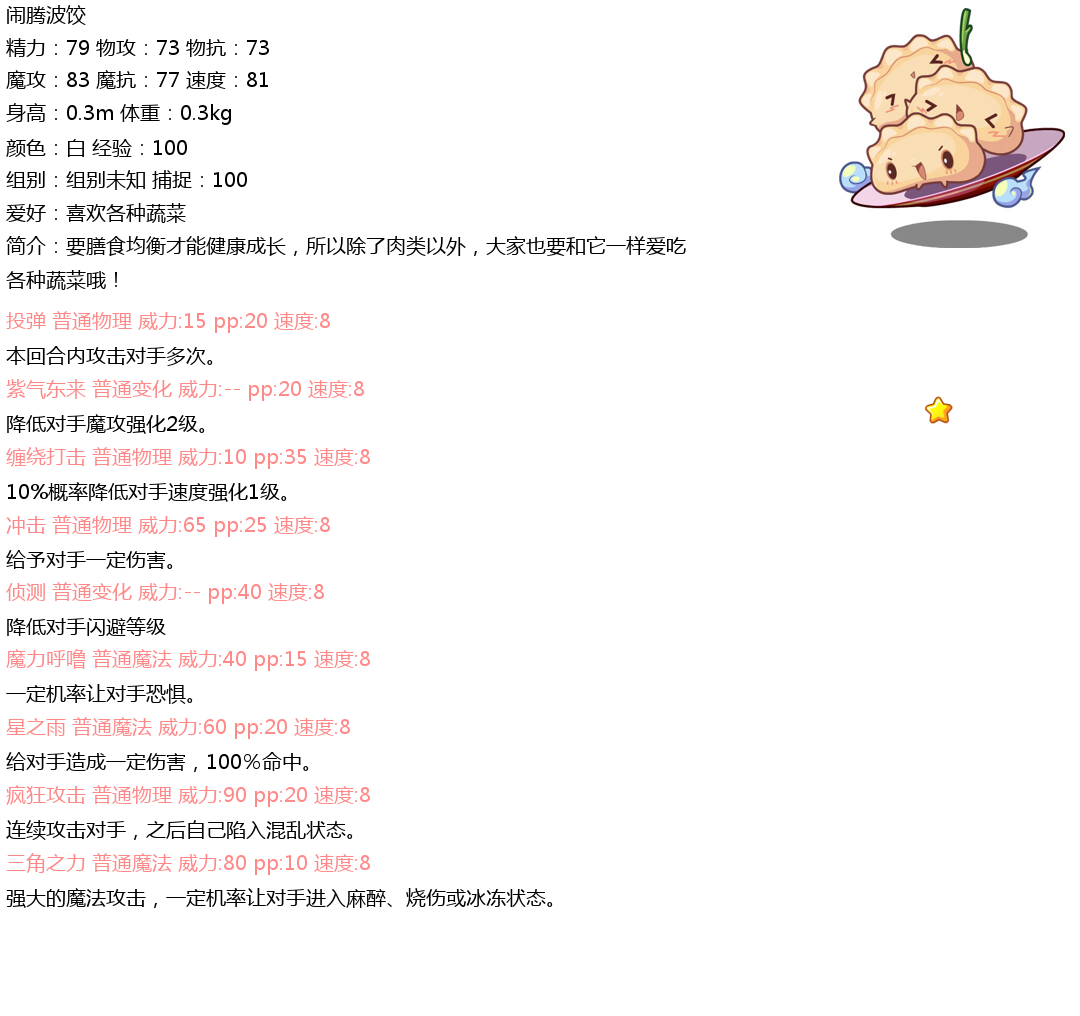 闹腾波饺
精力：79 物攻：73 物抗：73
魔攻：83 魔抗：77 速度：81
身高：0.3m 体重：0.3kg
颜色：白 经验：100
组别：组别未知 捕捉：100
爱好：喜欢各种蔬菜
简介：要膳食均衡才能健康成长，所以除了肉类以外，大家也要和它一样爱吃
各种蔬菜哦！
投弹 普通物理 威力:15 pp:20 速度:8
本回合内攻击对手多次。
紫气东来 普通变化 威力:-- pp:20 速度:8
降低对手魔攻强化2级。
缠绕打击 普通物理 威力:10 pp:35 速度:8
10%概率降低对手速度强化1级。
冲击 普通物理 威力:65 pp:25 速度:8
给予对手一定伤害。
侦测 普通变化 威力:-- pp:40 速度:8
降低对手闪避等级
魔力呼噜 普通魔法 威力:40 pp:15 速度:8
一定机率让对手恐惧。
星之雨 普通魔法 威力:60 pp:20 速度:8
给对手造成一定伤害，100%命中。
疯狂攻击 普通物理 威力:90 pp:20 速度:8
连续攻击对手，之后自己陷入混乱状态。
三角之力 普通魔法 威力:80 pp:10 速度:8
强大的魔法攻击，一定机率让对手进入麻醉、烧伤或冰冻状态。